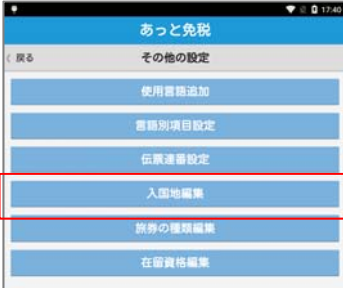 17:40
あっと免税
戻る
その他の設定
使用言語追加
言語別項目設定
伝票連番設定
入国地編集
旅券の種類編集
在留資格編集